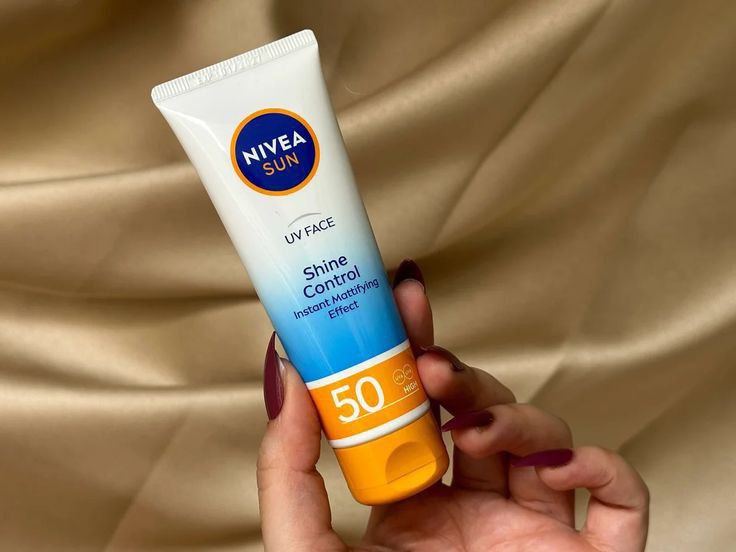 NIVEA
SUN
UV FACE
Shine
Control
Instant Mattifying
Effect
50
HIGH